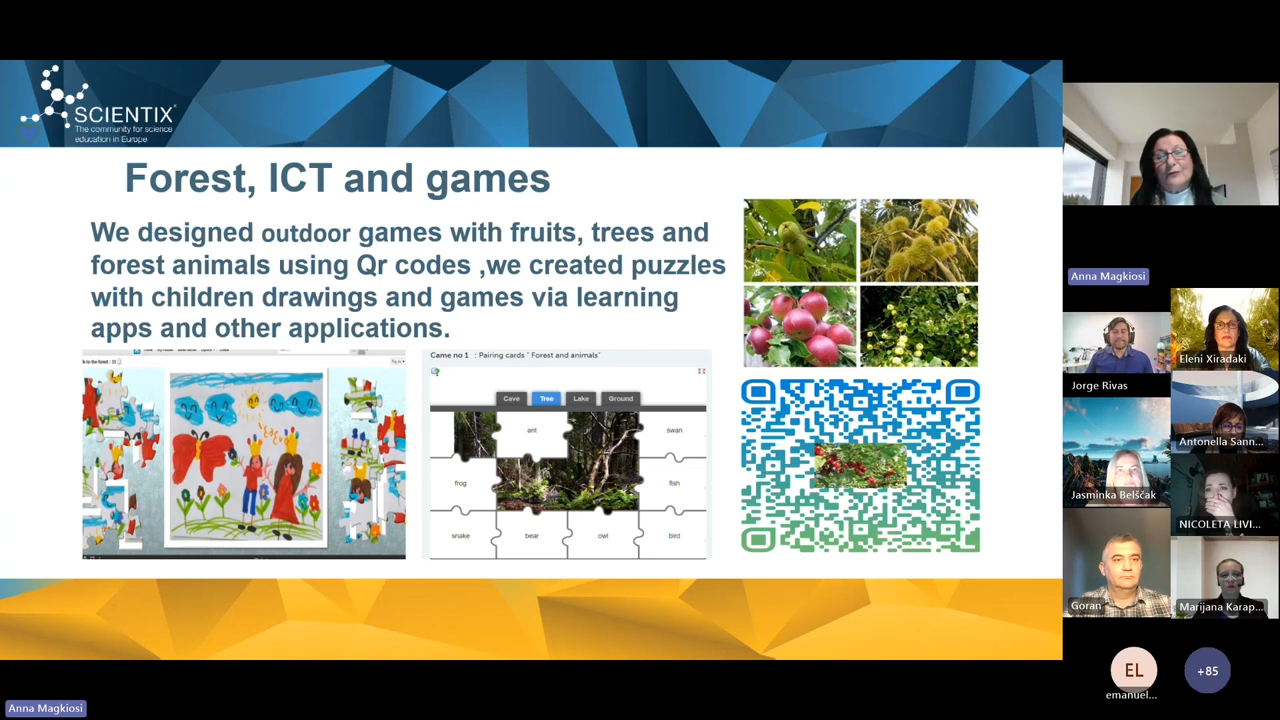 SCIENTIX
The community for science
education in Europe
Forest, ICT and games
We designed outdoor games with fruits, trees and
forest animals using Qr codes ,we created puzzles
with children drawings and games via learning
apps and other applications.
Came no 1 : Pairing cards " Forest and animals"
Cave Tree Lake Ground
ant swan
frog fish
snake bear owl bird
Anna Magkiosi
Jorge Rivas
Eleni Xiradaki
Antonella Sann...
Jasminka Belščak
NICOLETA LIVI...
Goran
Marijana Karap...
EL
emanuel...
+85
Anna Magkiosi